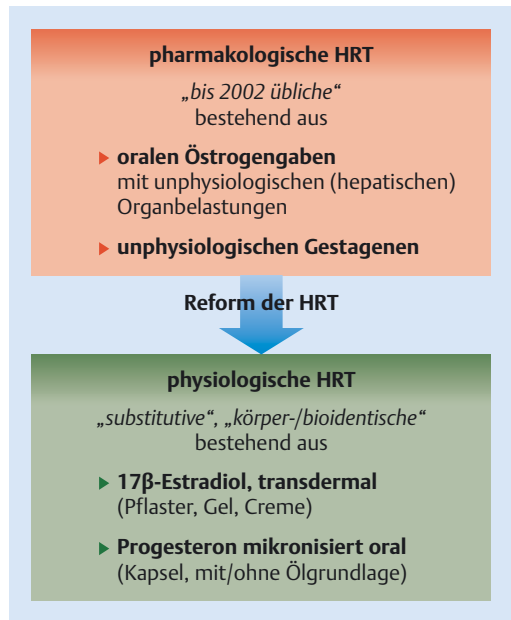 pharmakologische HRT
„bis 2002 übliche“
bestehend aus
▶ oralen Östrogengaben
mit unphysiologischen (hepatischen)
Organbelastungen
▶ unphysiologischen Gestagenen
Reform der HRT
physiologische HRT
„substitutive“, „körper-/bioidentische“
bestehend aus
▶ 17β-Estradiol, transdermal
(Pflaster, Gel, Creme)
▶ Progesteron mikronisiert oral
(Kapsel, mit/ohne Ölgrundlage)